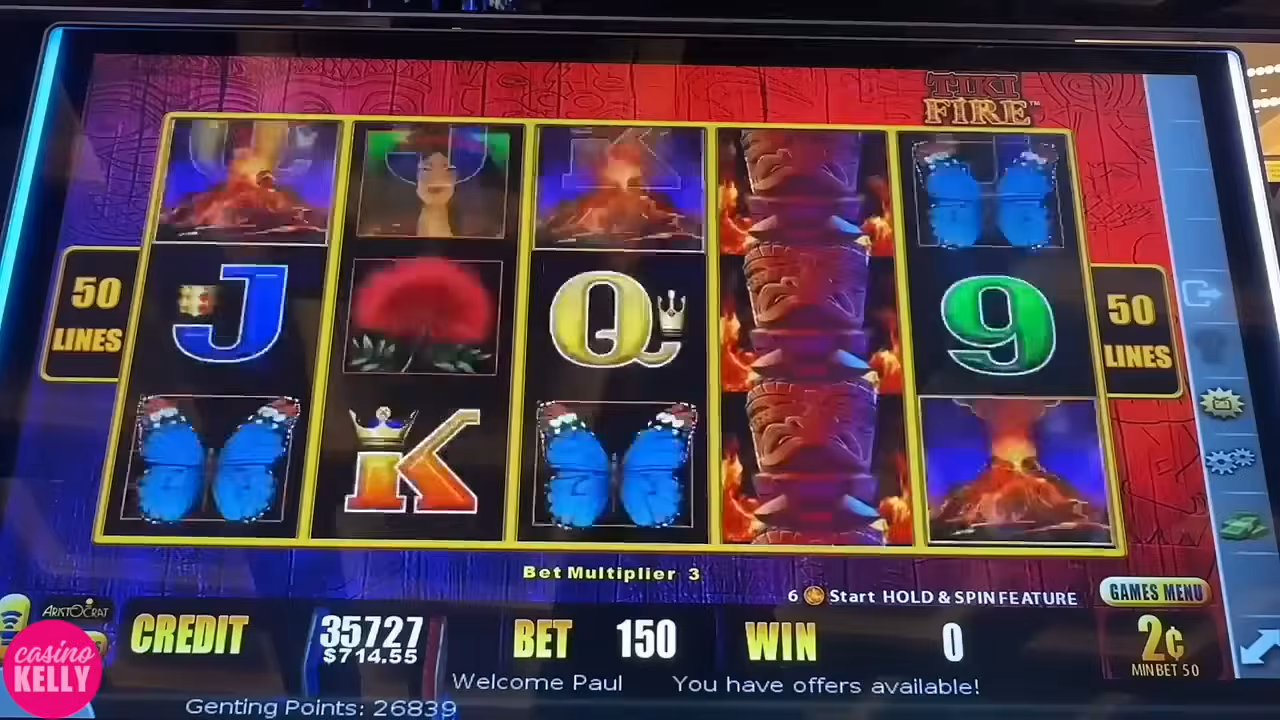 TIKI
FIRE™
50
LINES
J
Q
9
K
50
LINES
Bet Multiplier 3
6 Start HOLD & SPIN FEATURE
GAMES MENU
ARISTOCRAT
CREDIT
35727
$714.55
BET
150
WIN
0
2¢
MIN BET 50
casino
KELLY
Welcome Paul
You have offers available!
Genting Points: 26839